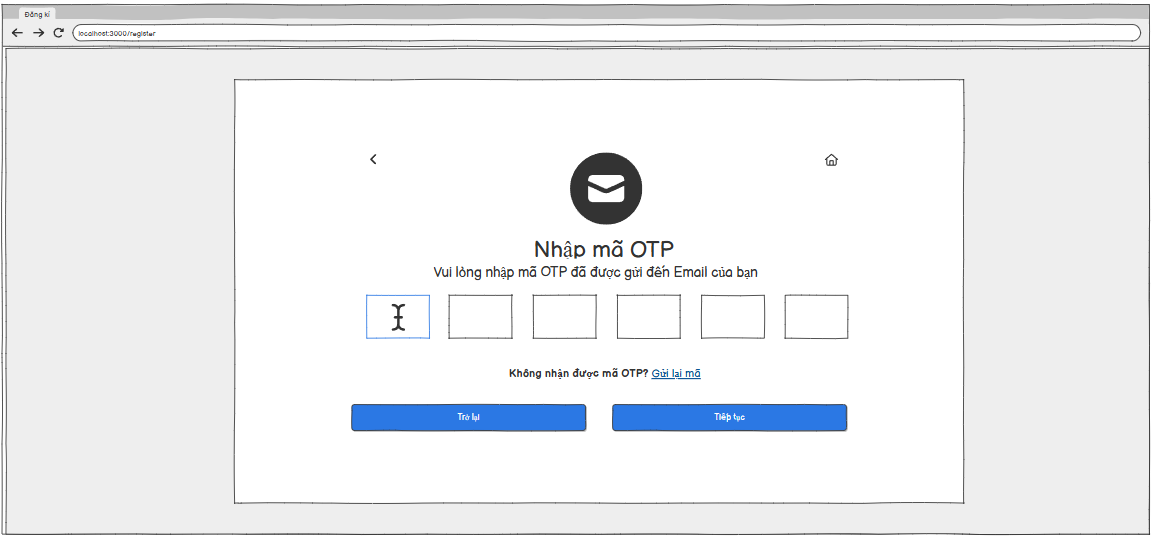 Đăng kí
localhost:3000/register
Nhập mã OTP
Vui lòng nhập mã OTP đã được gửi đến Email của bạn
Không nhận được mã OTP? Gửi lại mã
Trở lại
Tiếp tục